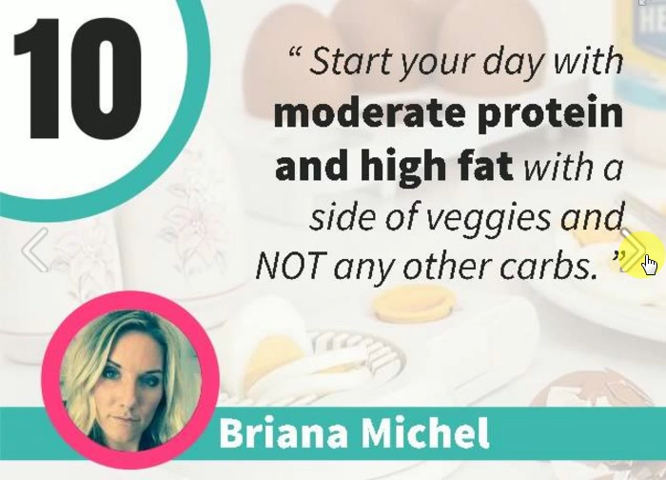 10
“ Start your day with
moderate protein
and high fat with a
side of veggies and
NOT any other carbs. ”
Briana Michel